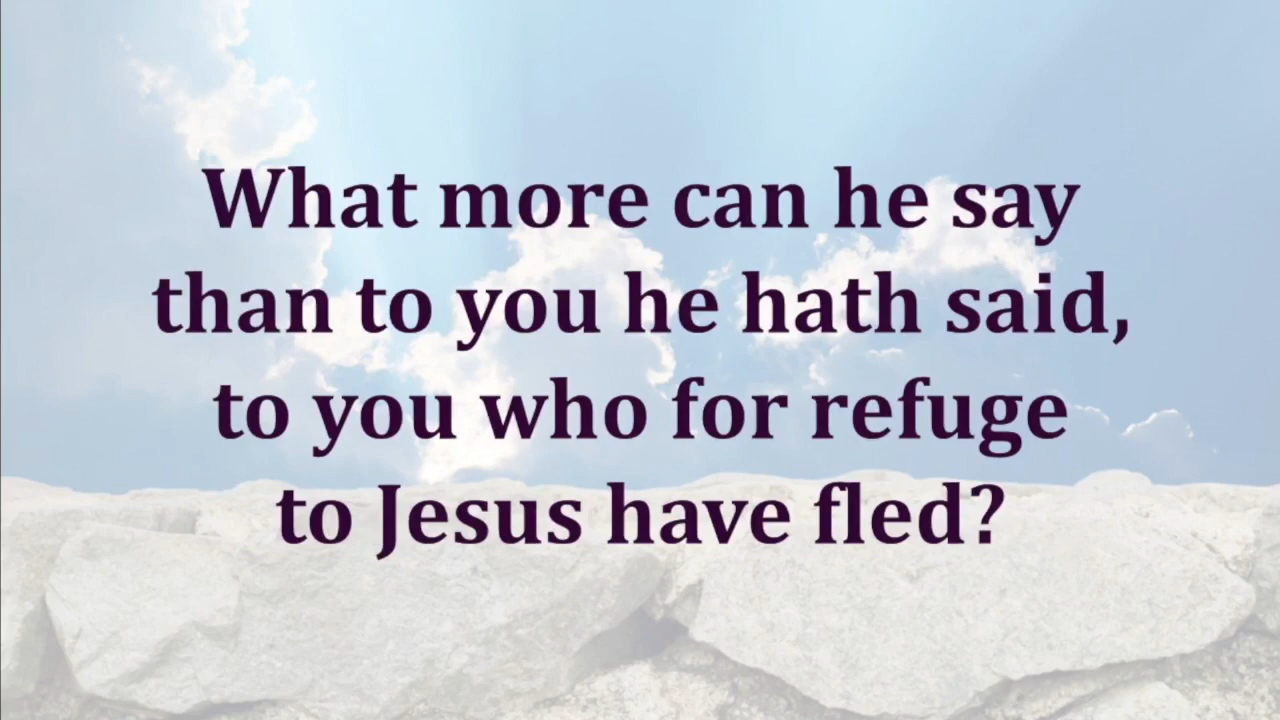 What more can he say
than to you he hath said,
to you who for refuge
to Jesus have fled?